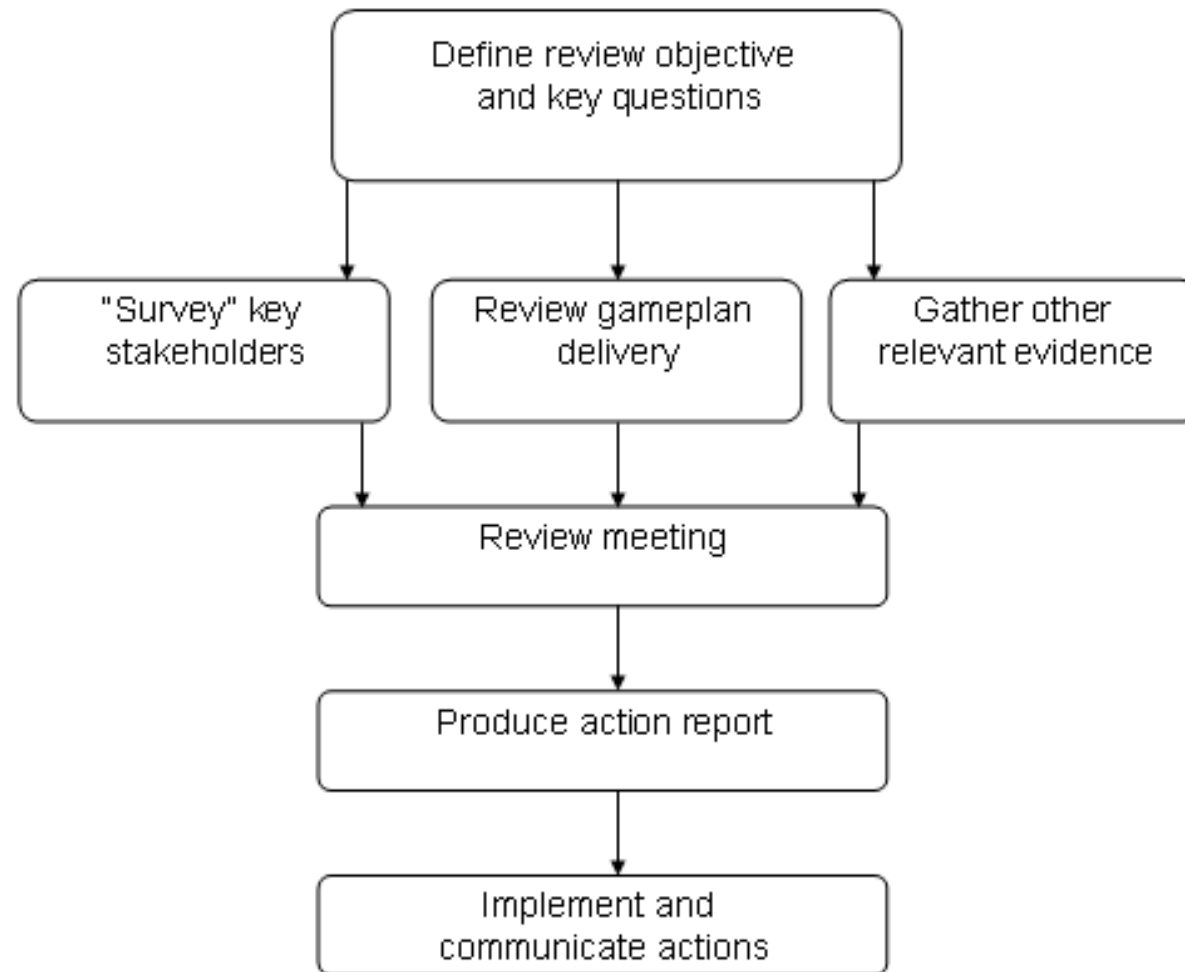 Define review objective
and key questions
"Survey" key
stakeholders
Review gameplan
delivery
Gather other
relevant evidence
Review meeting
Produce action report
Implement and
communicate actions